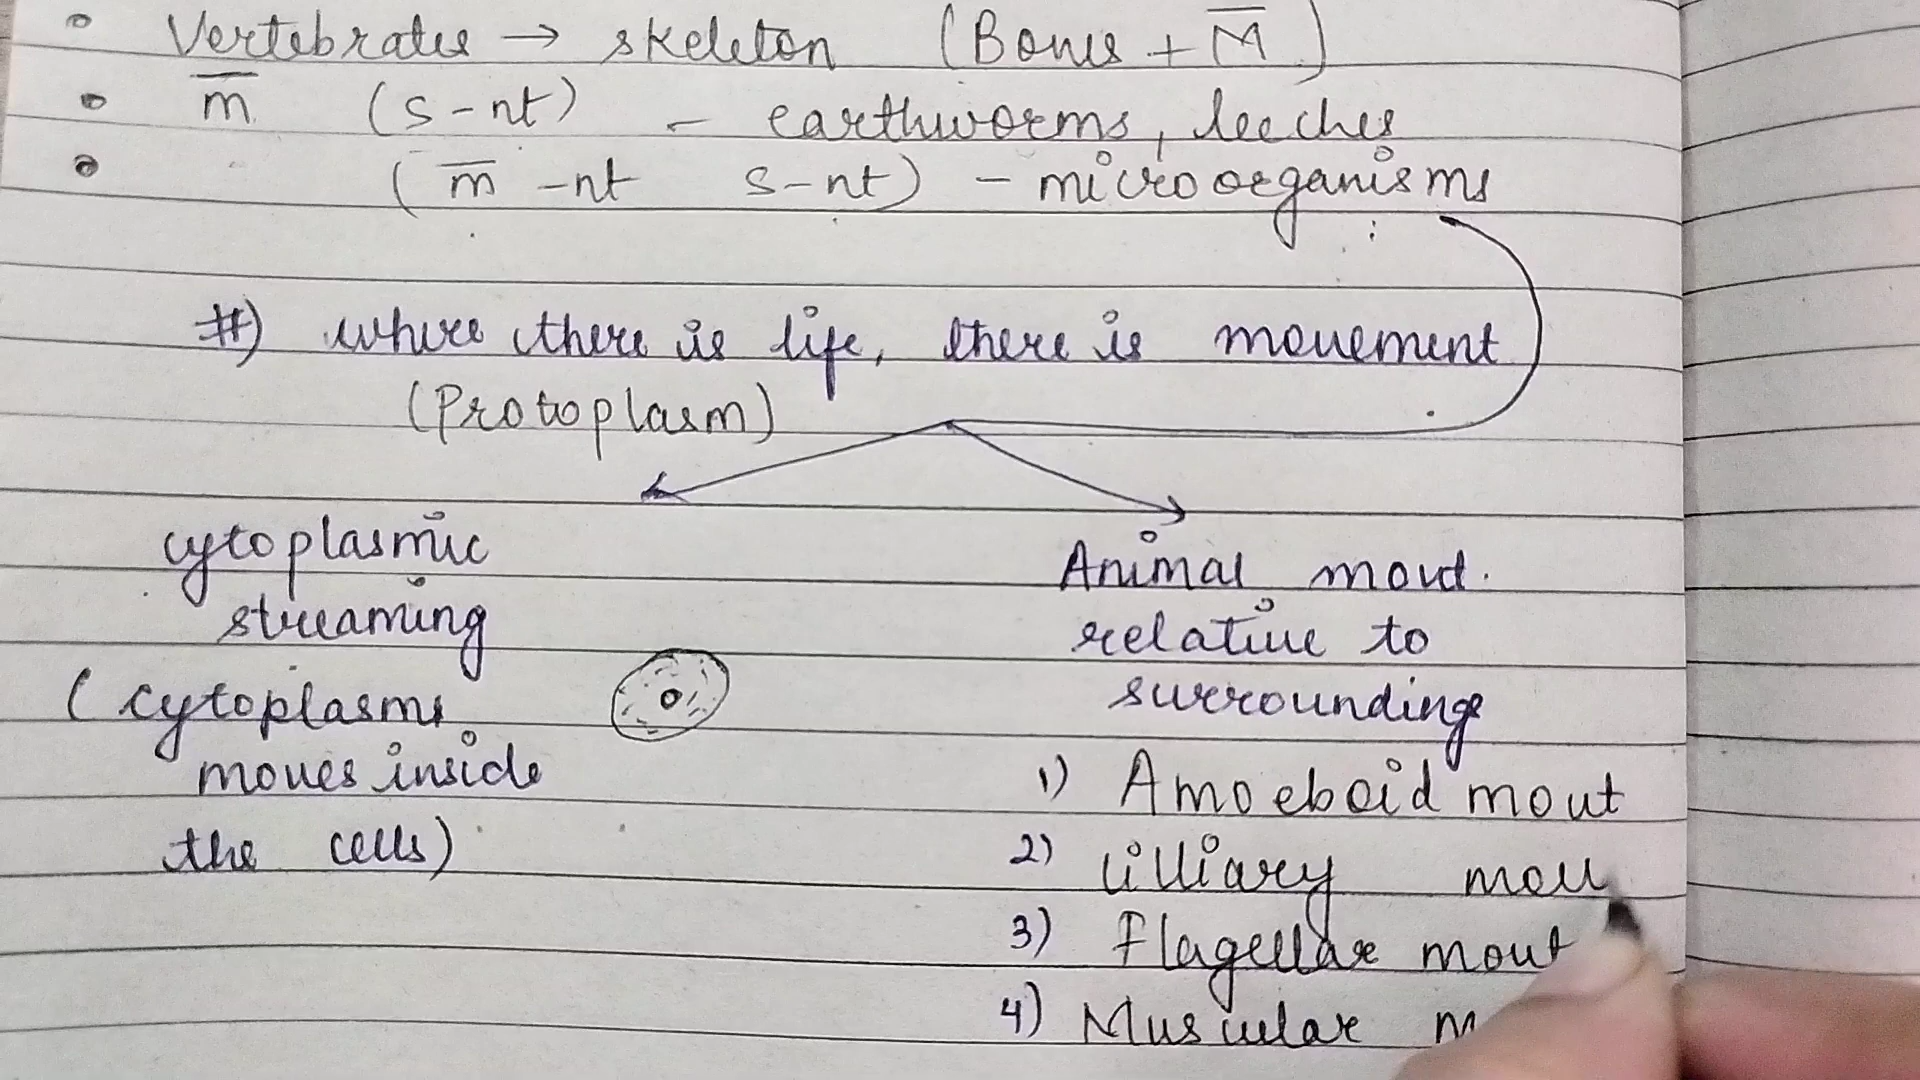 • Vertebrates → skeleton (Bones + M̅)
• m̅ (s-nt) - earthworms, leeches
• (m̅ -nt s-nt) - microorganisms
#) where there is life, there is movement
(Protoplasm)
cytoplasmic
streaming
(cytoplasm
moves inside
the cells)
Animal movt.
relative to
surroundings
1) Amoeboid movt
2) Cilliary mov
3) Flagellar movt
4) Muscular m